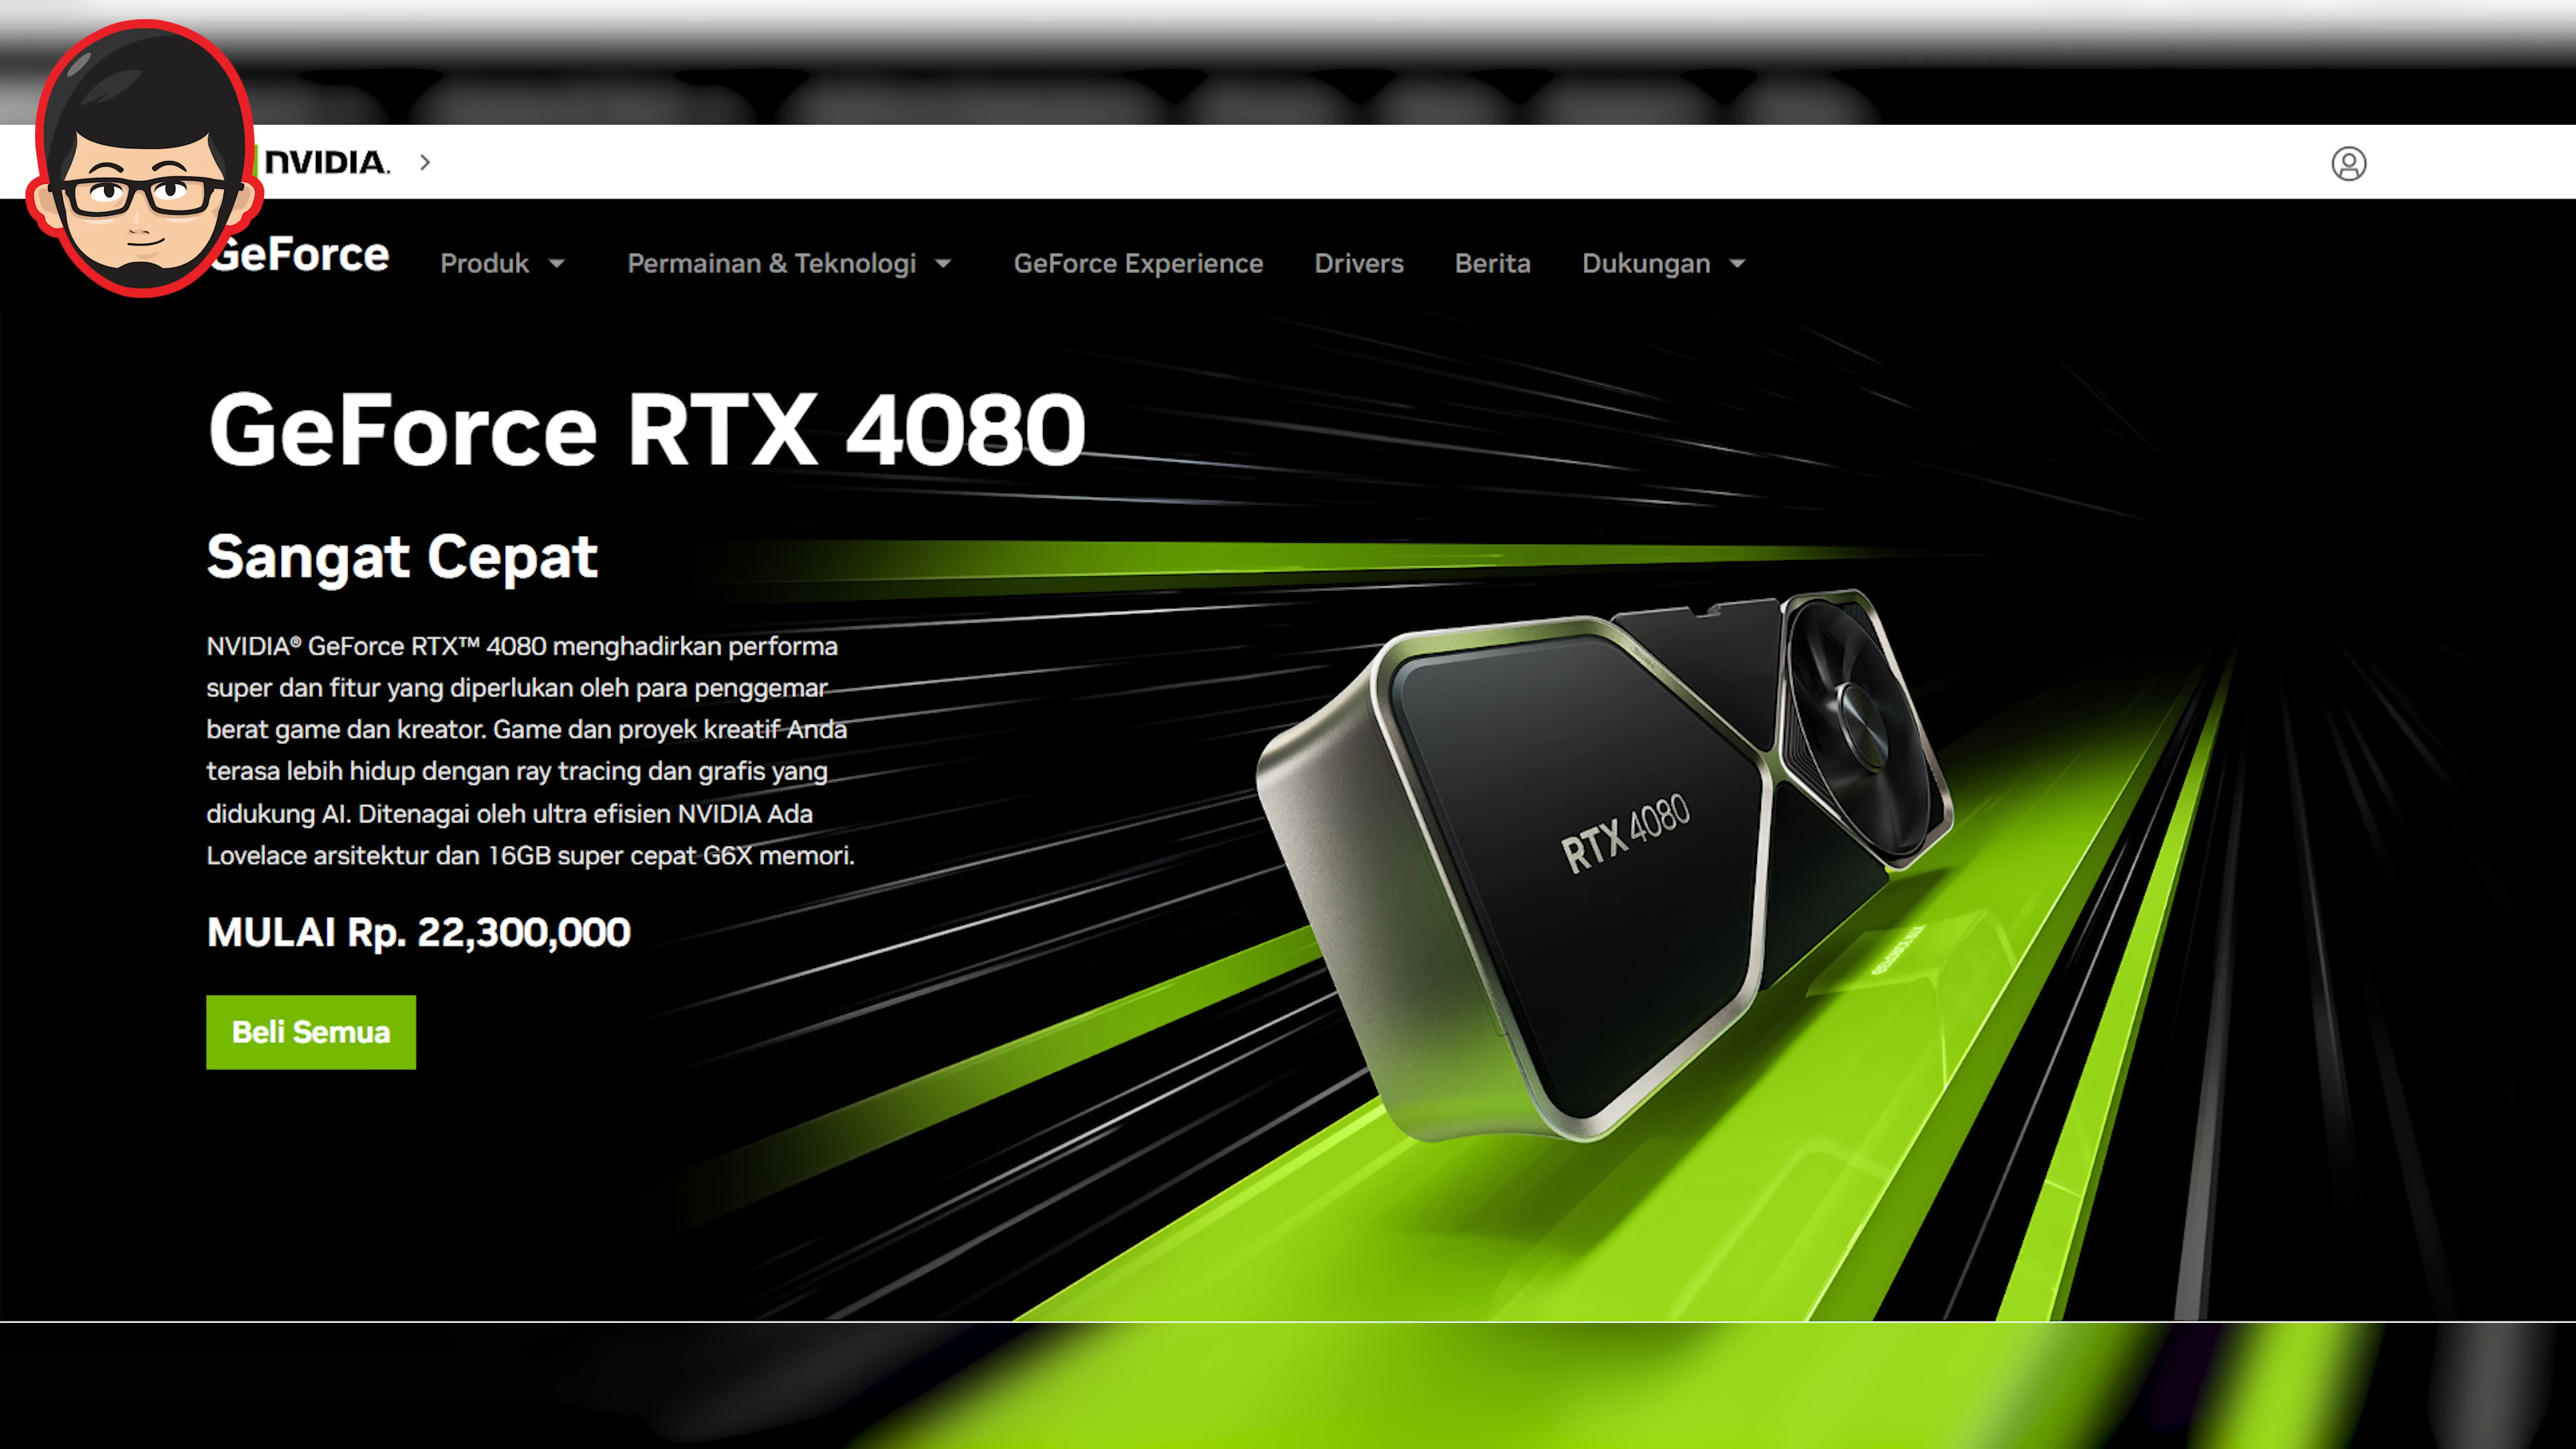 NVIDIA.
GeForce
Produk
Permainan & Teknologi
GeForce Experience
Drivers
Berita
Dukungan
GeForce RTX 4080
Sangat Cepat
NVIDIA® GeForce RTX™ 4080 menghadirkan performa
super dan fitur yang diperlukan oleh para penggemar
berat game dan kreator. Game dan proyek kreatif Anda
terasa lebih hidup dengan ray tracing dan grafis yang
didukung AI. Ditenagai oleh ultra efisien NVIDIA Ada
Lovelace arsitektur dan 16GB super cepat G6X memori.
MULAI Rp. 22,300,000
Beli Semua
RTX 4080